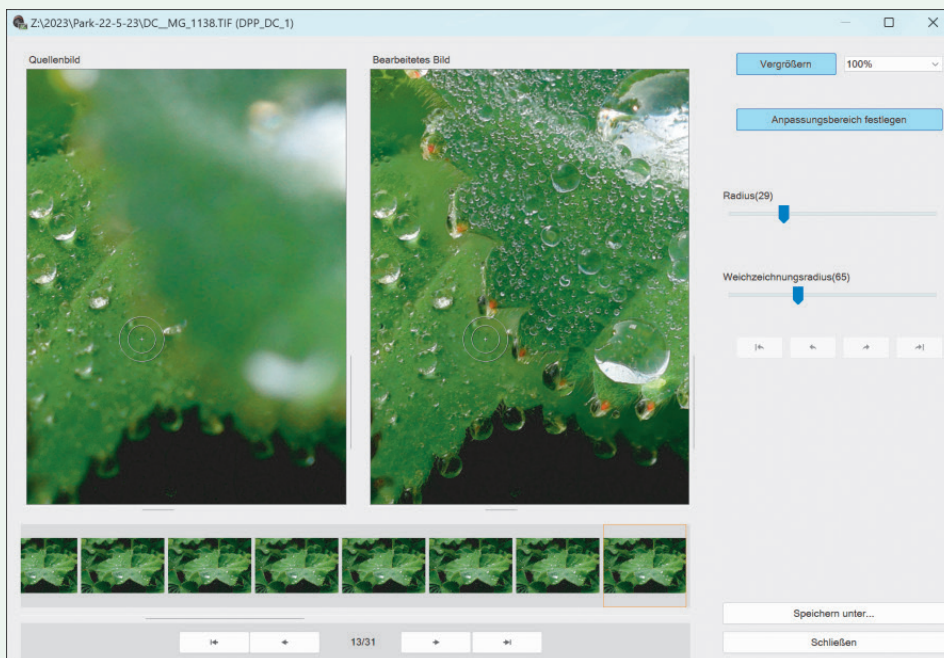 Z:\2023\Park-22-5-23\DC__MG_1138.TIF (DPP_DC_1)
Quellenbild
Bearbeitetes Bild
Vergrößern
100%
Anpassungsbereich festlegen
Radius(29)
Weichzeichnungsradius(65)
13/31
Speichern unter...
Schließen